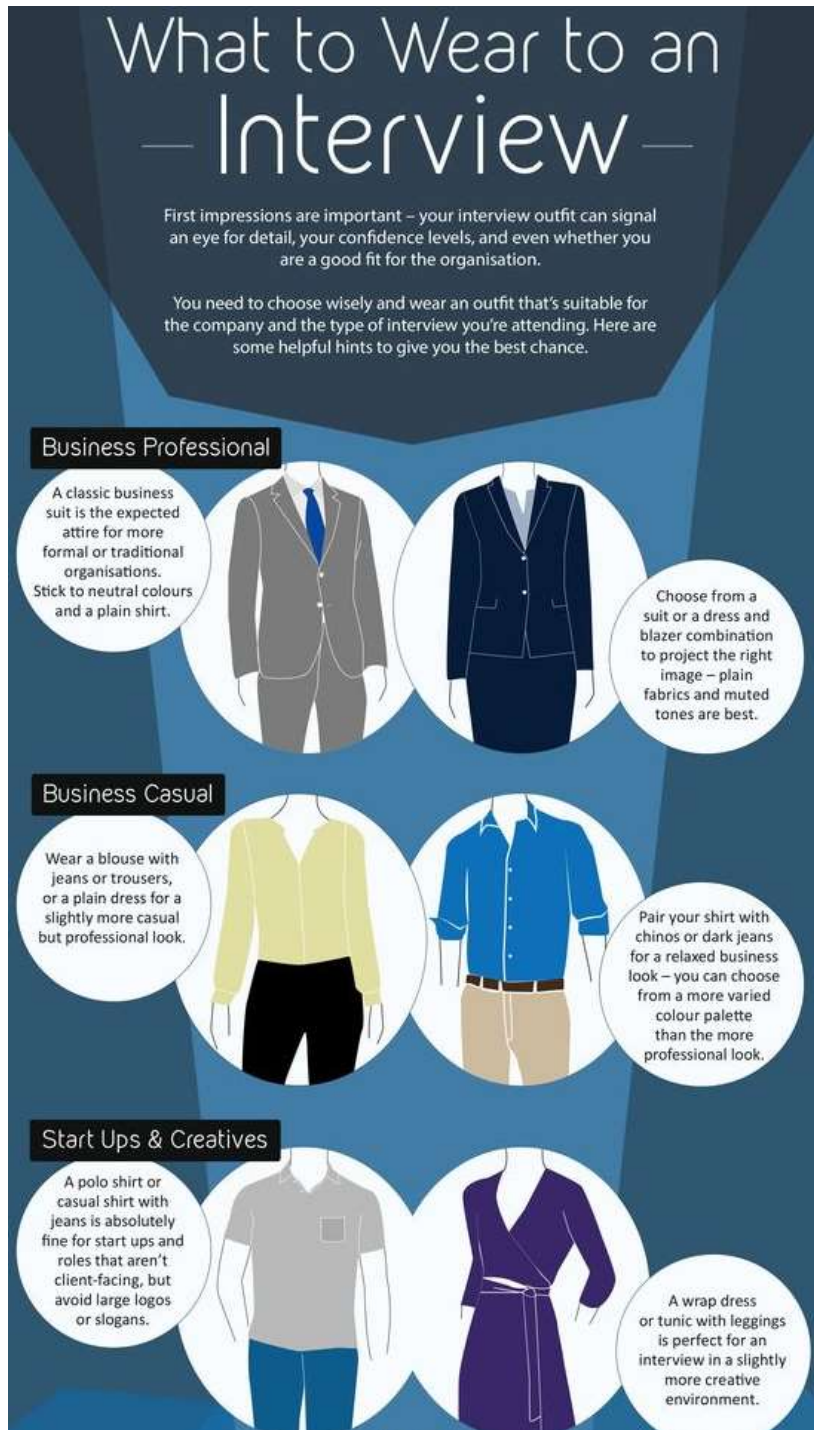 What to Wear to an
Interview
First impressions are important – your interview outfit can signal
an eye for detail, your confidence levels, and even whether you
are a good fit for the organisation.
You need to choose wisely and wear an outfit that's suitable for
the company and the type of interview you're attending. Here are
some helpful hints to give you the best chance.
Business Professional
A classic business
suit is the expected
attire for more
formal or traditional
organisations.
Stick to neutral colours
and a plain shirt.
Choose from a
suit or a dress and
blazer combination
to project the right
image – plain
fabrics and muted
tones are best.
Business Casual
Wear a blouse with
jeans or trousers,
or a plain dress for a
slightly more casual
but professional look.
Pair your shirt with
chinos or dark jeans
for a relaxed business
look – you can choose
from a more varied
colour palette
than the more
professional look.
Start Ups & Creatives
A polo shirt or
casual shirt with
jeans is absolutely
fine for start ups and
roles that aren't
client-facing, but
avoid large logos
or slogans.
A wrap dress
or tunic with leggings
is perfect for an
interview in a slightly
more creative
environment.